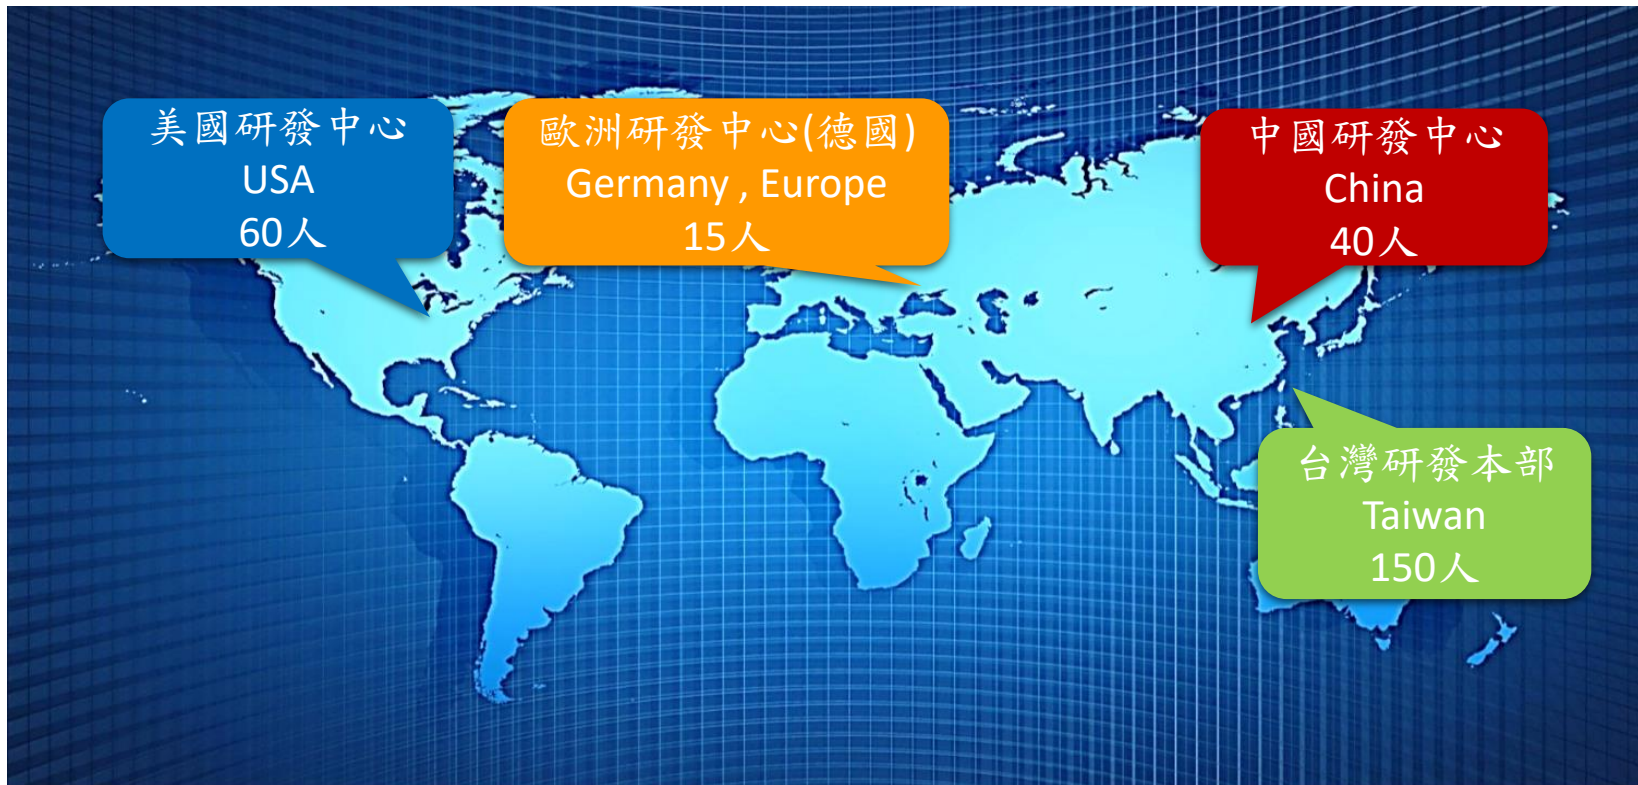 美國研發中心
USA
60人
歐洲研發中心(德國)
Germany , Europe
15人
中國研發中心
China
40人
台灣研發本部
Taiwan
150人